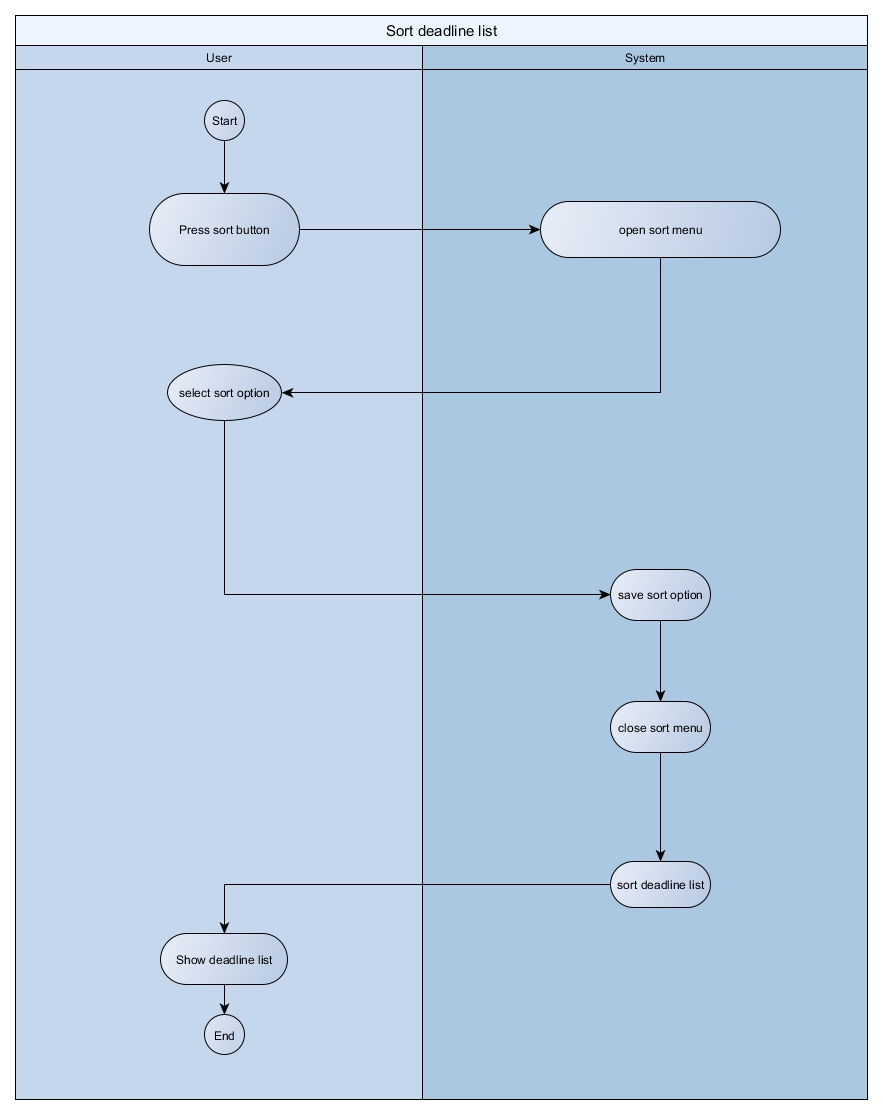 Sort deadline list
User
System
Start
Press sort button
open sort menu
select sort option
save sort option
close sort menu
sort deadline list
Show deadline list
End